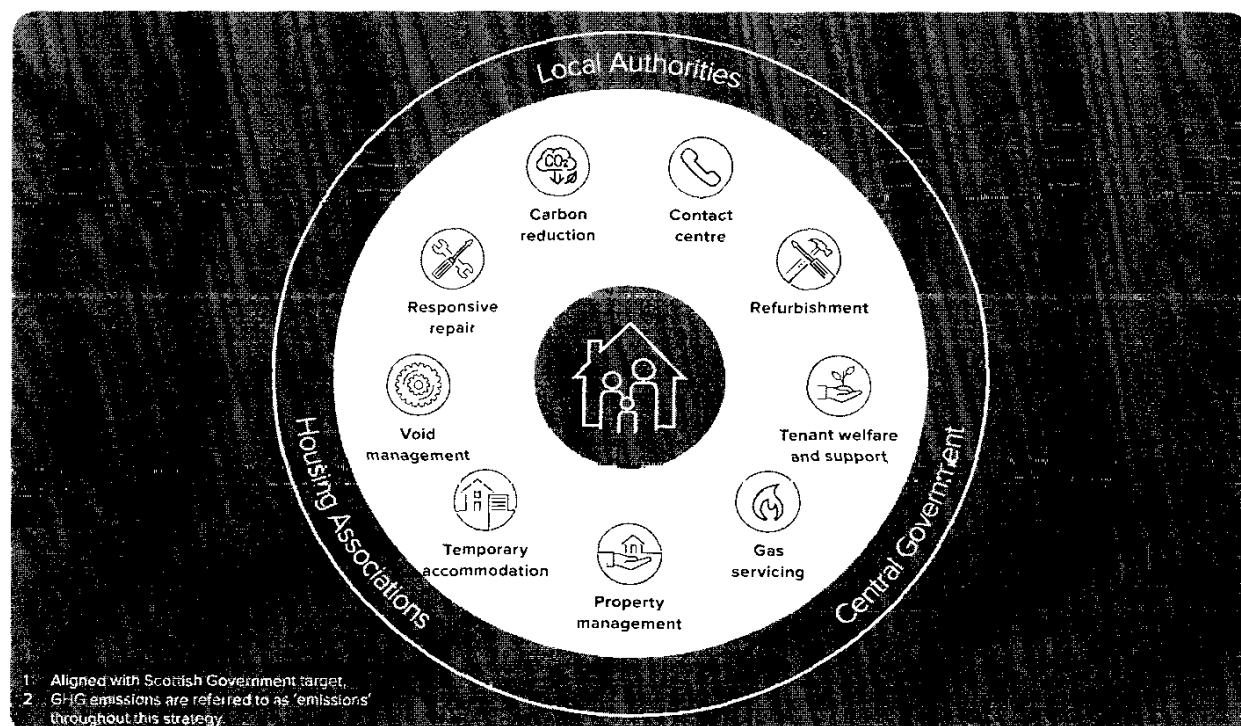 Local Authorities
CO₂
Carbon
reduction
Contact
centre
Responsive
repair
Refurbishment
Void
management
Tenant welfare
and support
Temporary
accommodation
Gas
servicing
Property
management
Housing Associations
Central Government
1 Aligned with Scottish Government target.
2 GHG emissions are referred to as 'emissions'
throughout this strategy.